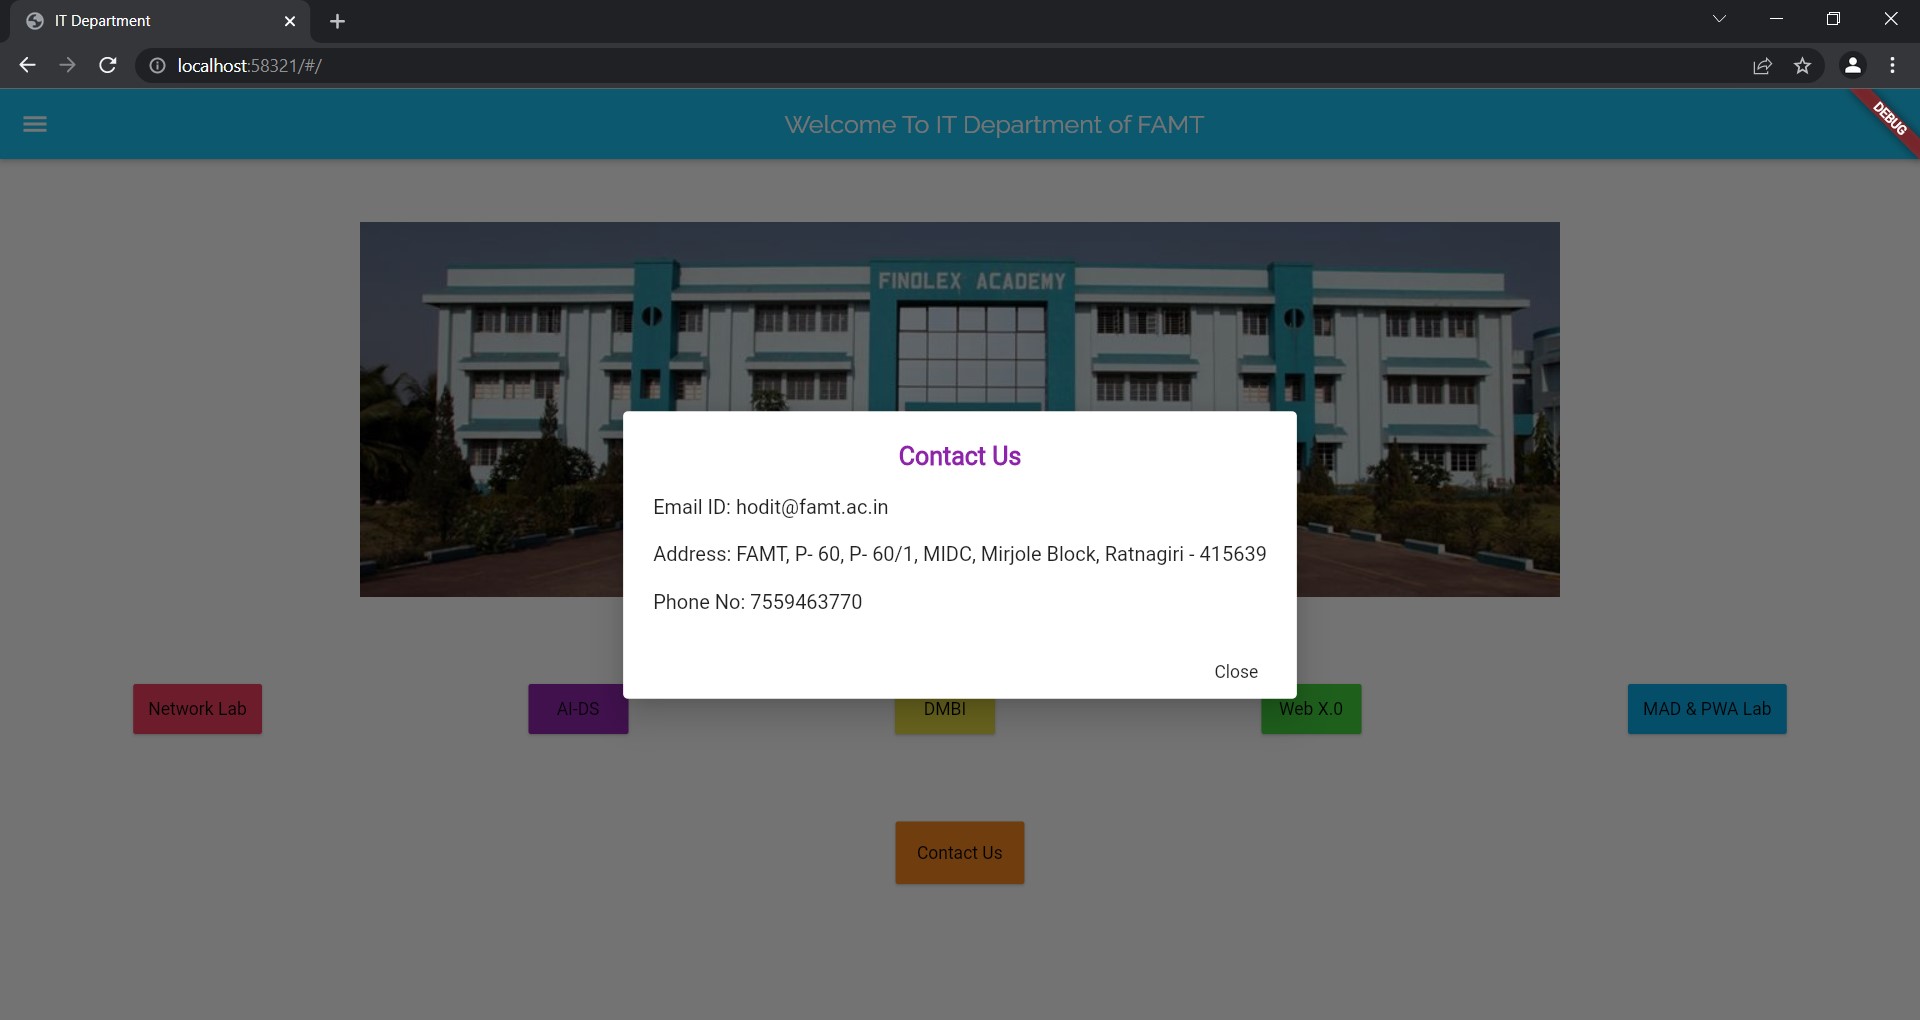 IT Department
localhost:58321/#/
Welcome To IT Department of FAMT
DEBUG
FINOLEX ACADEMY
Contact Us
Email ID: hodit@famt.ac.in
Address: FAMT, P- 60, P- 60/1, MIDC, Mirjole Block, Ratnagiri - 415639
Phone No: 7559463770
Close
Network Lab
AI-DS
DMBI
Web X.0
MAD & PWA Lab
Contact Us